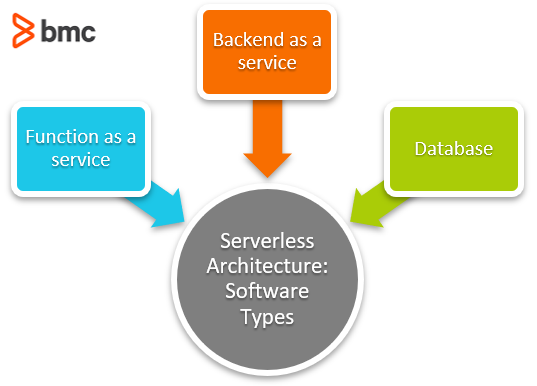 bmc
Backend as a
service
Function as a
service
Database
Serverless
Architecture:
Software
Types